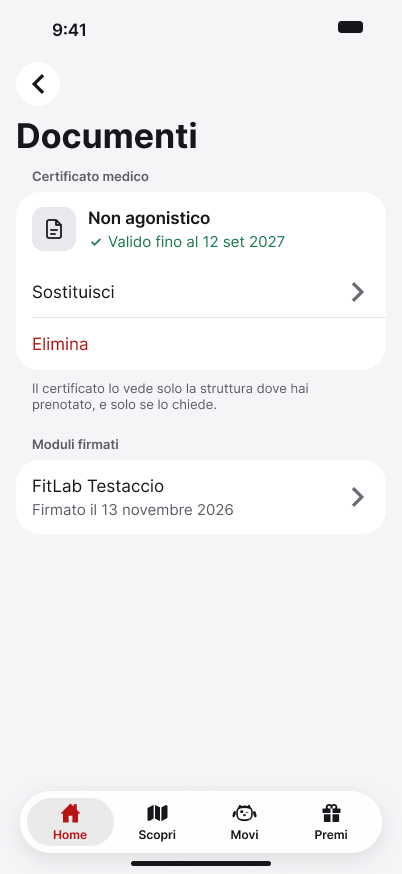 9:41
Documenti
Certificato medico
Non agonistico
Valido fino al 12 set 2027
Sostituisci
Elimina
Il certificato lo vede solo la struttura dove hai
prenotato, e solo se lo chiede.
Moduli firmati
FitLab Testaccio
Firmato il 13 novembre 2026
Home
Scopri
Movi
Premi